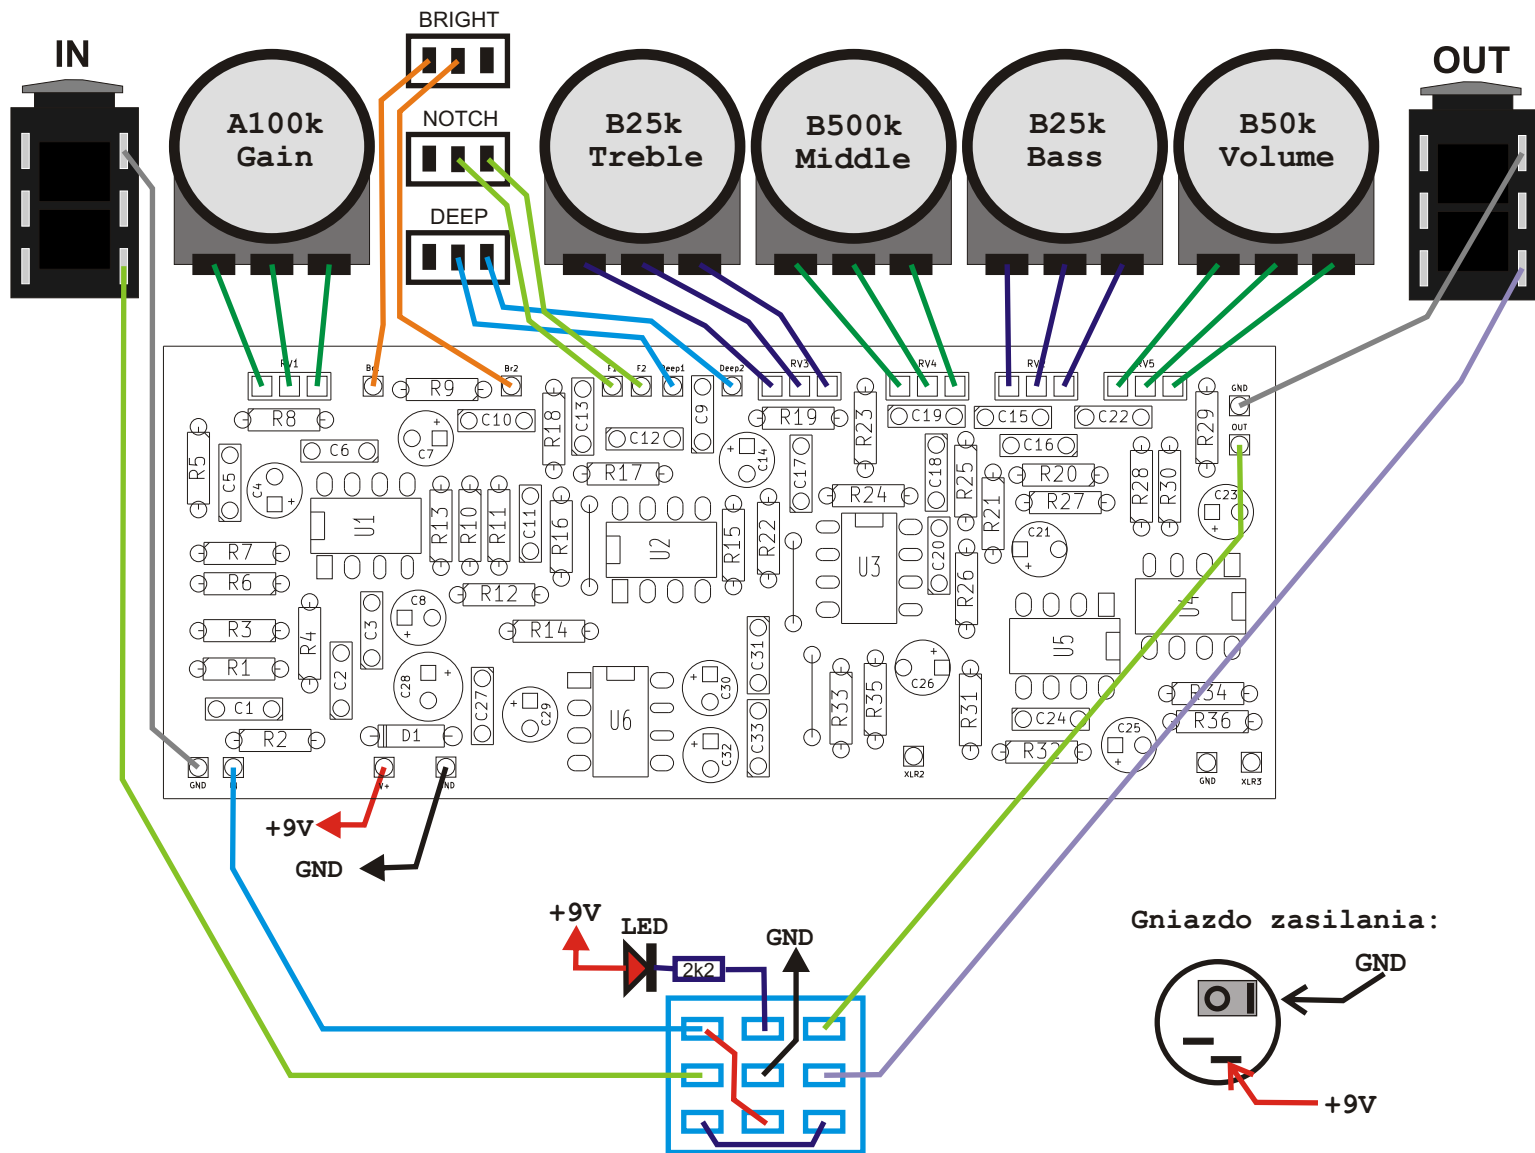 IN
BRIGHT
OUT
A100k
Gain
NOTCH
B25k
Treble
B500k
Middle
B25k
Bass
B50k
Volume
DEEP
RV1
R9
Br2
F2
Deep1
Deep2
RV3
RV4
RV5
GND
R8
C10
R18
C13
C12
C9
R19
R23
C19
C15
C22
R29
OUT
R5
C5
C6
C7
C4
R17
C14
C17
C18
R25
C16
R20
R28
R30
U1
R13
R10
R11
C11
R16
U2
R15
R22
R24
R21
R27
C23
R7
R6
U3
C20
C21
R26
U4
R3
R4
C3
C8
R12
R14
C31
U5
R1
C2
C28
C27
C29
U6
C30
R33
R35
C26
R31
R34
C1
R2
D1
C32
C33
C24
R32
C25
R36
GND
V+
XLR2
GND
XLR3
+9V
GND
+9V
LED
2k2
GND
Gniazdo zasilania:
GND
+9V